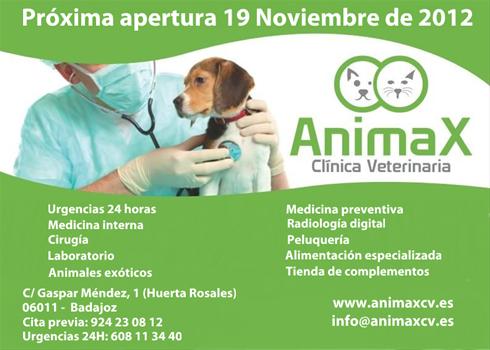 Próxima apertura 19 Noviembre de 2012
AnimaX
Clínica Veterinaria
Urgencias 24 horas
Medicina interna
Cirugía
Laboratorio
Animales exóticos
Medicina preventiva
Radiología digital
Peluquería
Alimentación especializada
Tienda de complementos
C/ Gaspar Méndez, 1 (Huerta Rosales)
06011 - Badajoz
Cita previa: 924 23 08 12
Urgencias 24H: 608 11 34 40
www.animaxcv.es
info@animaxcv.es